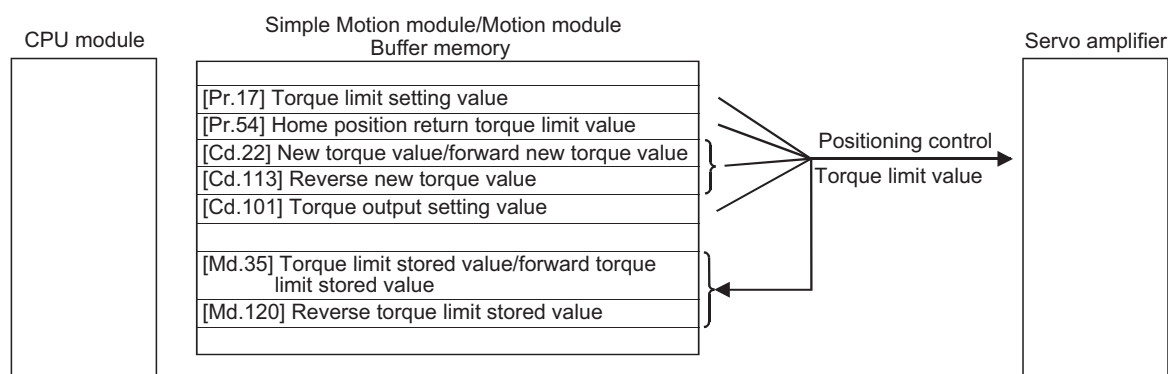 CPU module
Simple Motion module/Motion module
Buffer memory
Servo amplifier
[Pr.17] Torque limit setting value
[Pr.54] Home position return torque limit value
[Cd.22] New torque value/forward new torque value
[Cd.113] Reverse new torque value
[Cd.101] Torque output setting value
[Md.35] Torque limit stored value/forward torque
limit stored value
[Md.120] Reverse torque limit stored value
Positioning control
Torque limit value